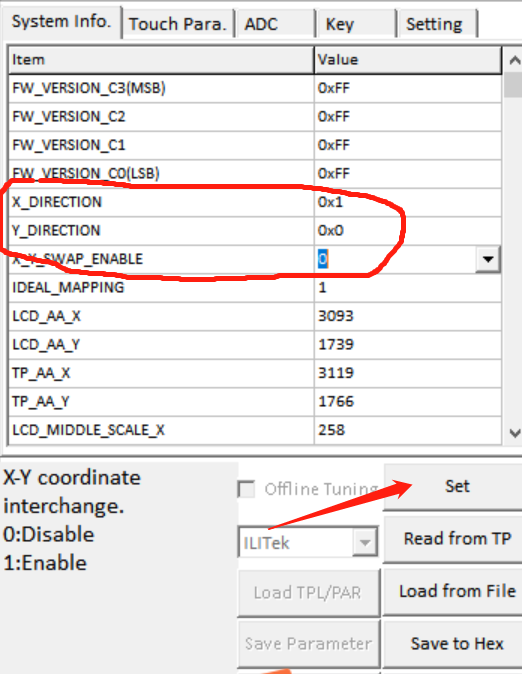 System Info. Touch Para. ADC Key Setting
Item Value
FW_VERSION_C3(MSB) 0xFF
FW_VERSION_C2 0xFF
FW_VERSION_C1 0xFF
FW_VERSION_C0(LSB) 0xFF
X_DIRECTION 0x1
Y_DIRECTION 0x0
X_Y_SWAP_ENABLE 0
IDEAL_MAPPING 1
LCD_AA_X 3093
LCD_AA_Y 1739
TP_AA_X 3119
TP_AA_Y 1766
LCD_MIDDLE_SCALE_X 258
X-Y coordinate
interchange.
0:Disable
1:Enable
Offline Tuning Set
ILITek Read from TP
Load TPL/PAR Load from File
Save Parameter Save to Hex